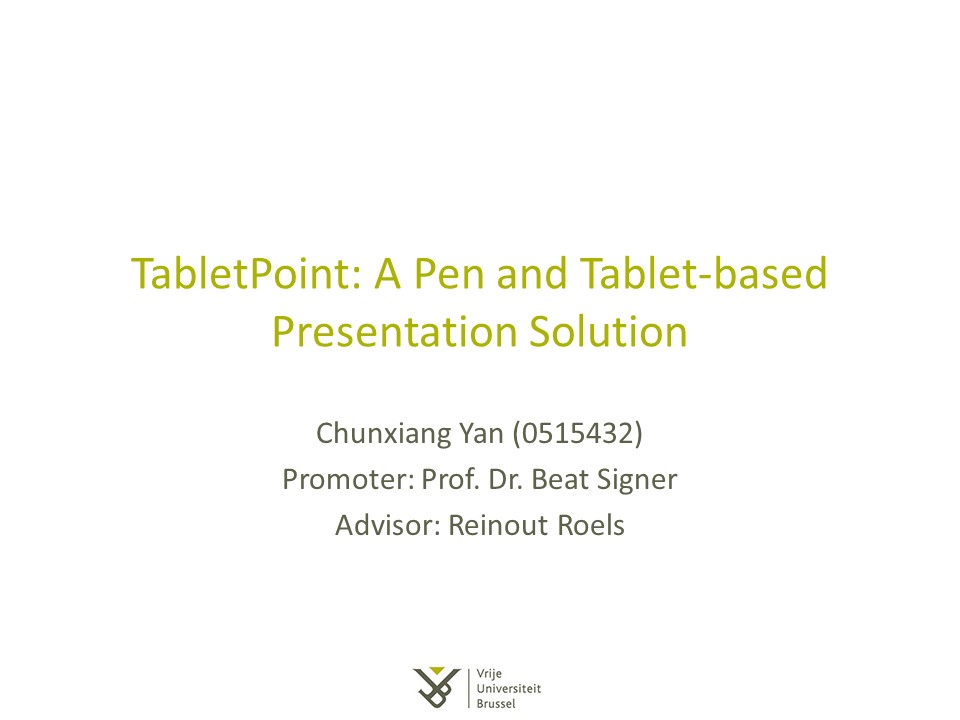 TabletPoint: A Pen and Tablet-based
Presentation Solution
Chunxiang Yan (0515432)
Promoter: Prof. Dr. Beat Signer
Advisor: Reinout Roels
Vrije
Universiteit
Brussel